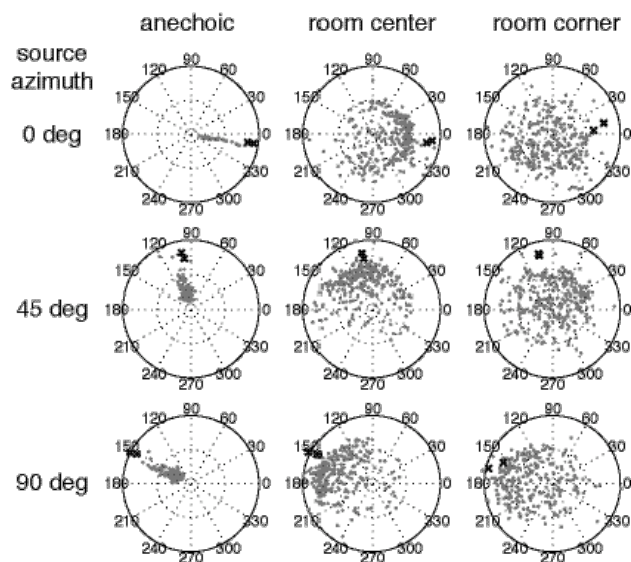 anechoic room center room corner
source
azimuth
90 90 90
120 60 120 60 120 60
150 30 150 30 150 30
0 deg 180 0 180 0 180 0
210 330 210 330 210 330
240 300 240 300 240 300
270 270 270
90 90 90
120 60 120 60 120 60
150 30 150 30 150 30
45 deg 180 0 180 0 180 0
210 330 210 330 210 330
240 300 240 300 240 300
270 270 270
90 90 90
120 60 120 60 120 60
150 30 150 30 150 30
90 deg 180 0 180 0 180 0
210 330 210 330 210 330
240 300 240 300 240 300
270 270 270